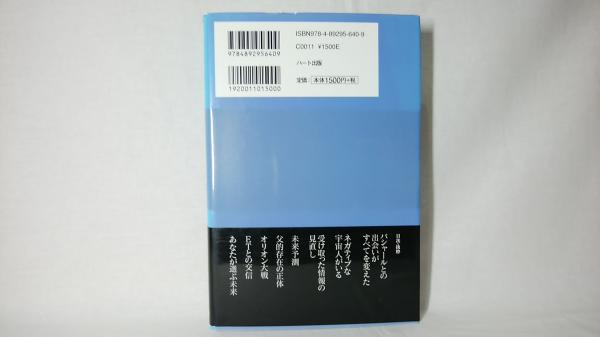 ISBN978-4-89295-640-9
C0011 ¥1500E
ハート出版
定価: 本体1500円+税
9784892956409
1920011015000
目次抜粋
バシャールとの
出会いが
すべてを変えた
ネガティブな
宇宙人がいる
受け取った情報の
見直し
未来予測
父的存在の正体
オリオン大戦
ETとの交信
あなたが選ぶ未来